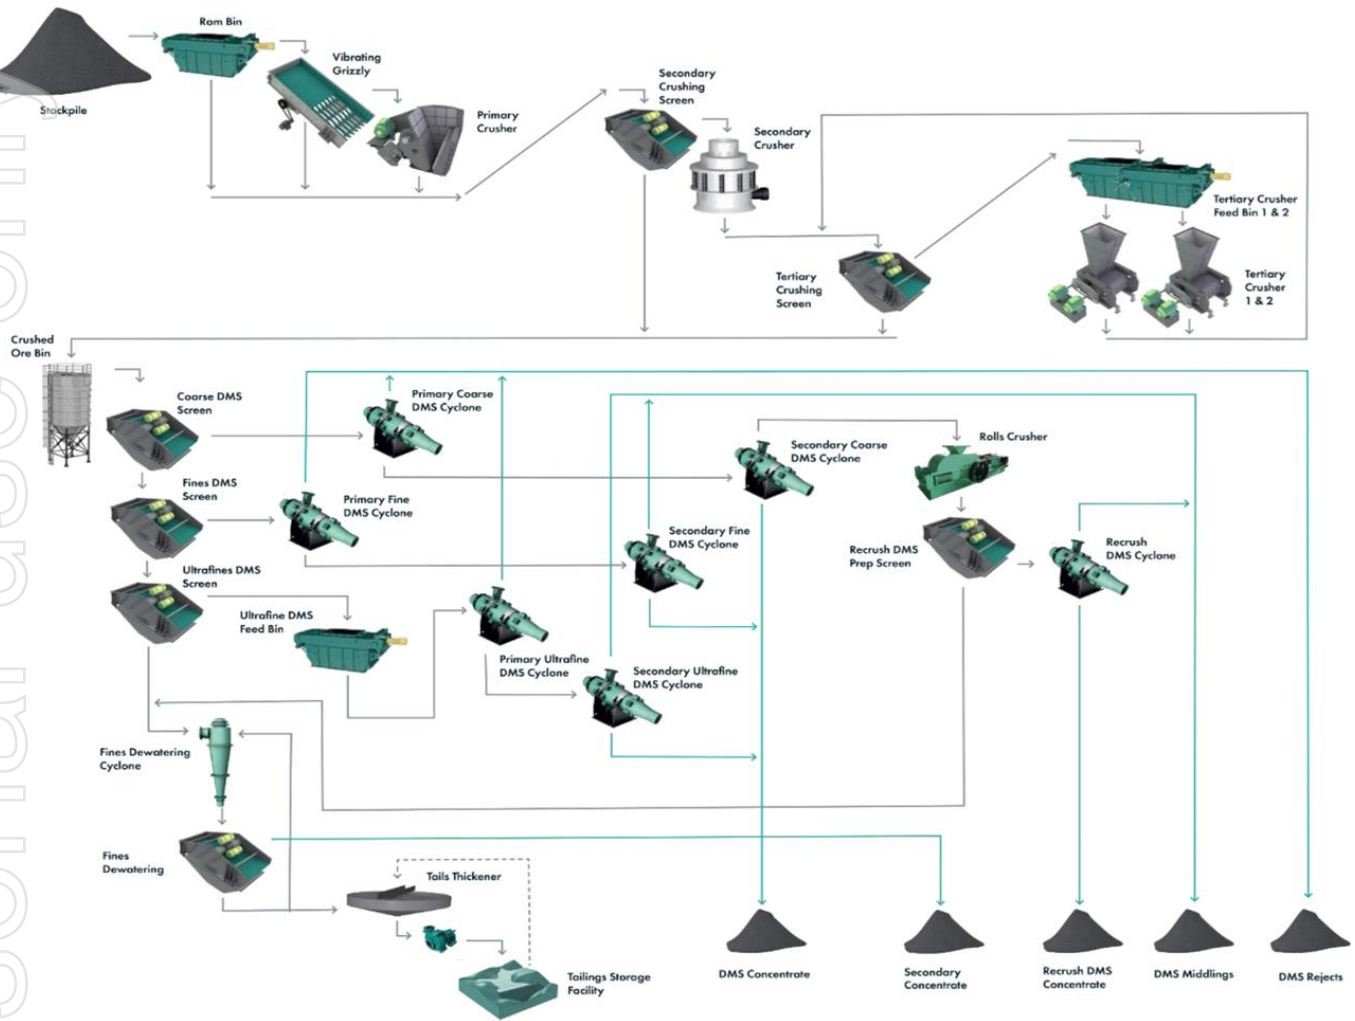 Ram Bin
Stockpile
Vibrating
Grizzly
Primary
Crusher
Secondary
Crushing
Screen
Secondary
Crusher
Tertiary Crusher
Feed Bin 1 & 2
Tertiary
Crusher
1 & 2
Tertiary
Crushing
Screen
Crushed
Ore Bin
Coarse DMS
Screen
Primary Coarse
DMS Cyclone
Secondary Coarse
DMS Cyclone
Rolls Crusher
Fines DMS
Screen
Primary Fine
DMS Cyclone
Secondary Fine
DMS Cyclone
Recrush DMS
Prep Screen
Recrush
DMS Cyclone
Ultrafines DMS
Screen
Ultrafine DMS
Feed Bin
Primary Ultrafine
DMS Cyclone
Secondary Ultrafine
DMS Cyclone
Fines Dewatering
Cyclone
Fines
Dewatering
Tails Thickener
Tailings Storage
Facility
DMS Concentrate
Secondary
Concentrate
Recrush DMS
Concentrate
DMS Middlings
DMS Rejects